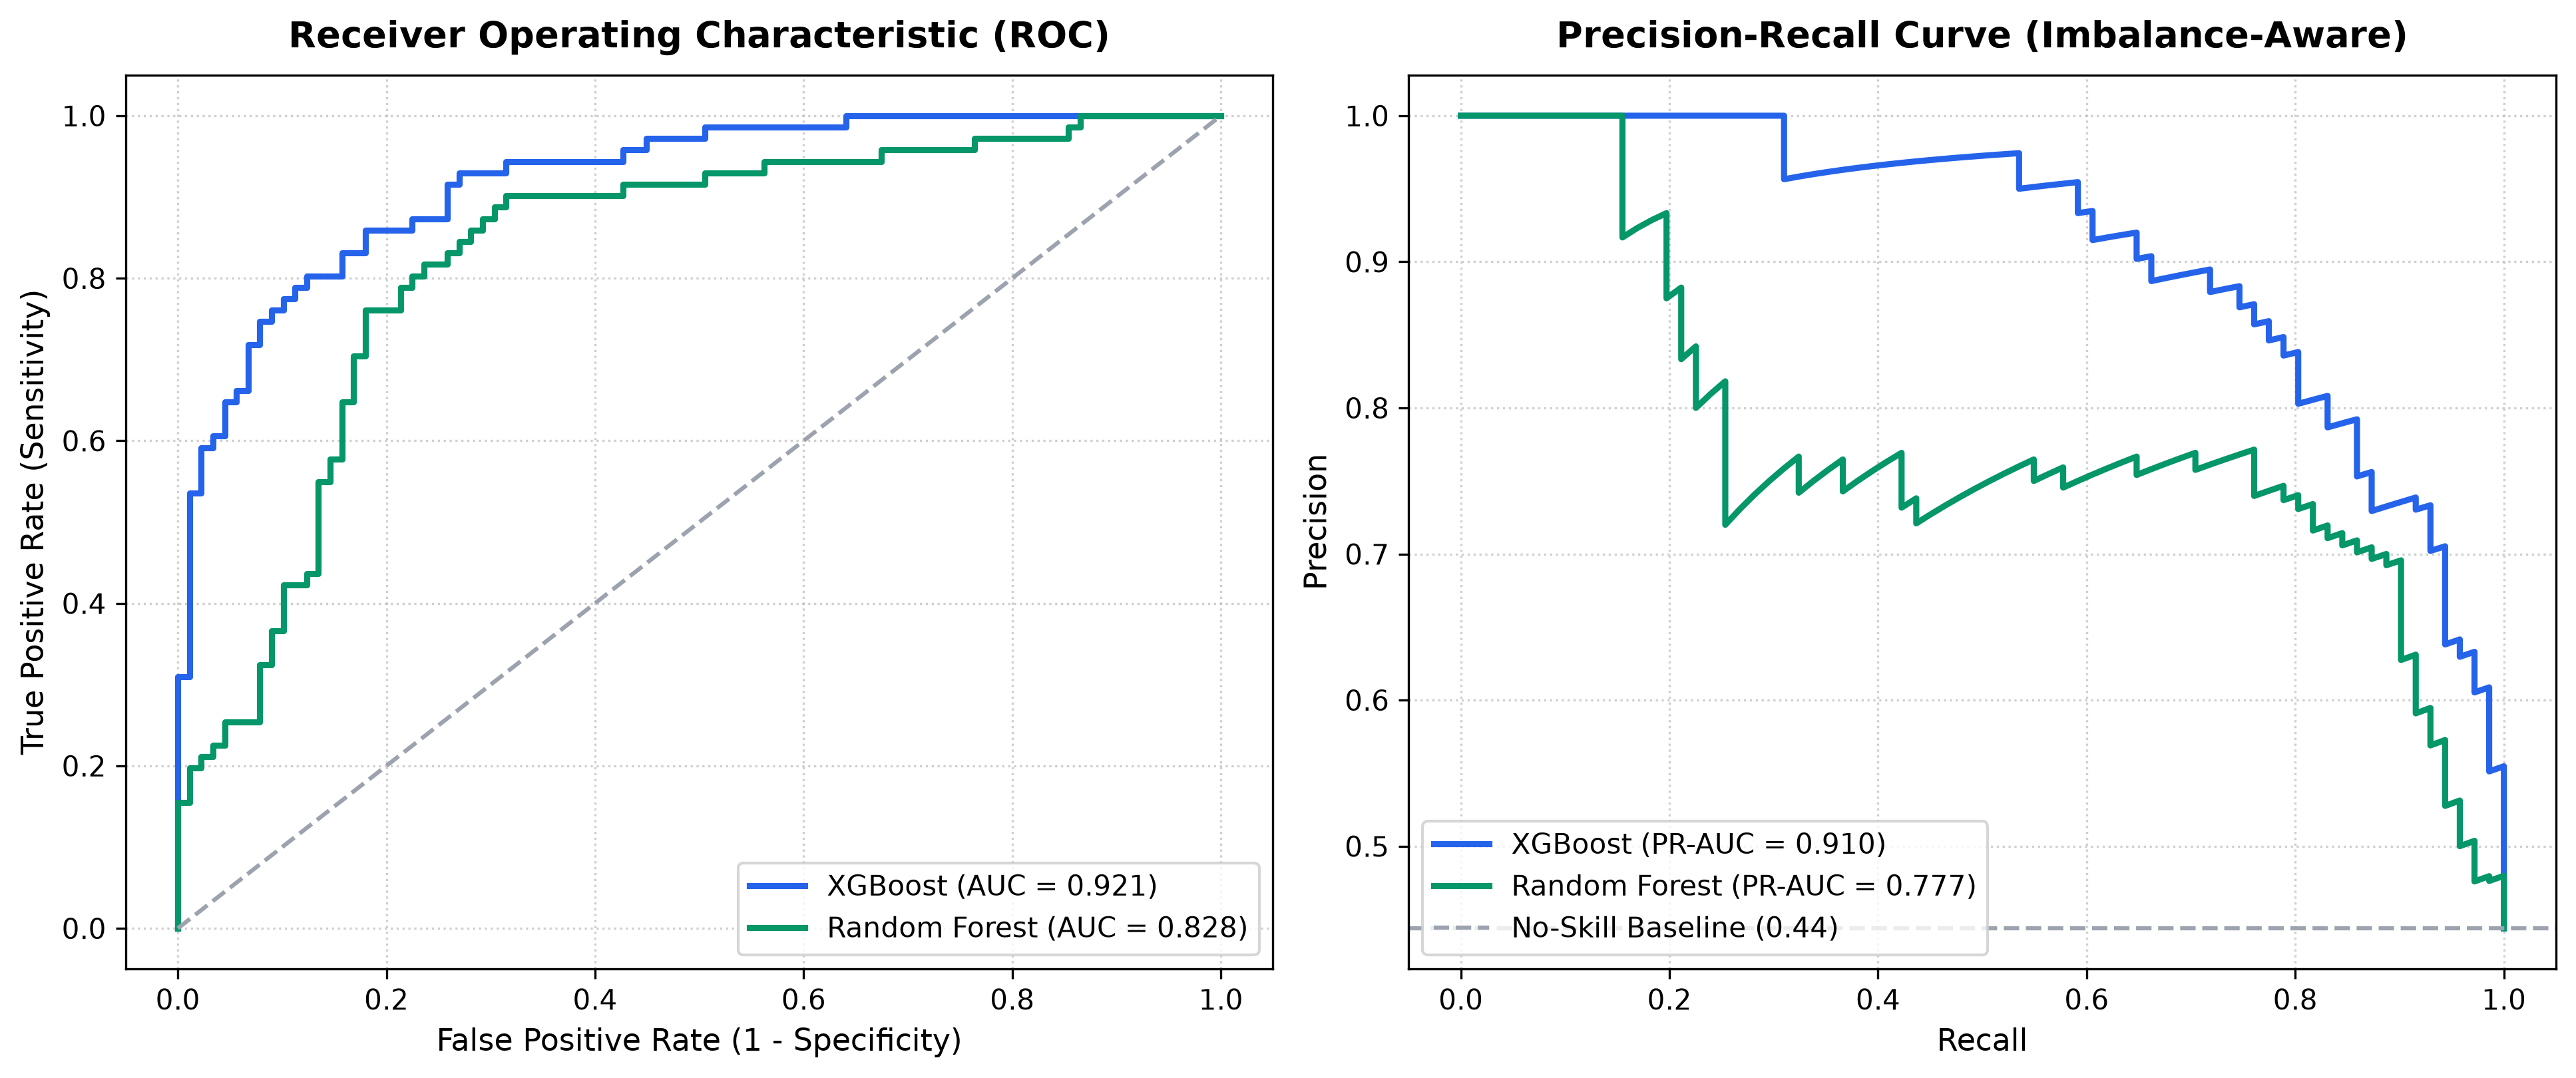 Receiver Operating Characteristic (ROC)
True Positive Rate (Sensitivity)
1.0
0.8
0.6
0.4
0.2
0.0
XGBoost (AUC = 0.921)
Random Forest (AUC = 0.828)
0.0 0.2 0.4 0.6 0.8 1.0
False Positive Rate (1 - Specificity)
Precision-Recall Curve (Imbalance-Aware)
Precision
1.0
0.9
0.8
0.7
0.6
0.5
XGBoost (PR-AUC = 0.910)
Random Forest (PR-AUC = 0.777)
No-Skill Baseline (0.44)
0.0 0.2 0.4 0.6 0.8 1.0
Recall